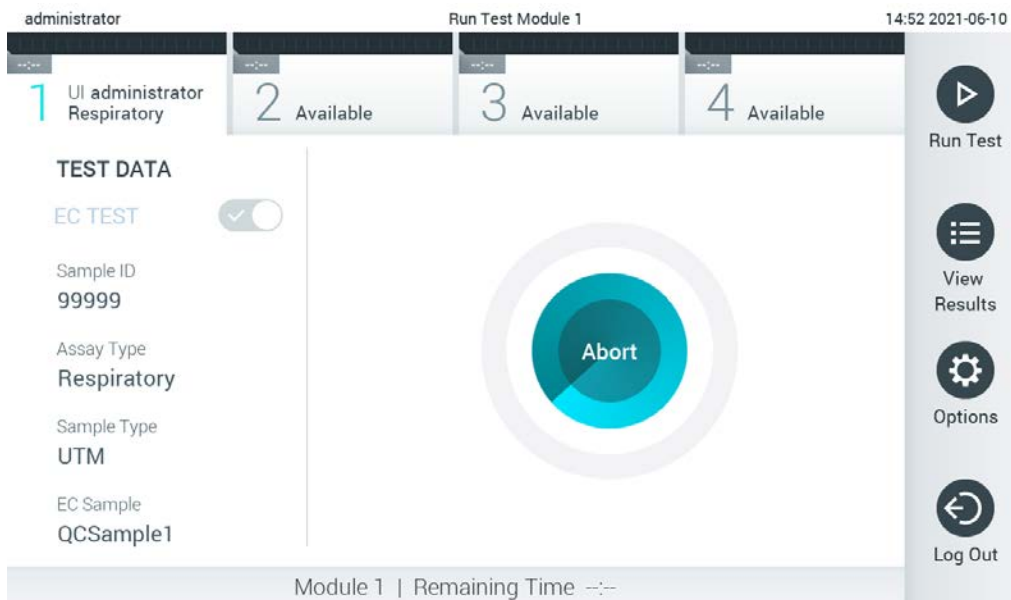 administrator
Run Test Module 1
14:52 2021-06-10
--:--
--:--
--:--
--:--
1
UI administrator
Respiratory
2 Available
3 Available
4 Available
Run Test
TEST DATA
EC TEST
Sample ID
99999
Assay Type
Respiratory
Sample Type
UTM
EC Sample
QCSample1
Abort
View
Results
Options
Log Out
Module 1 | Remaining Time --:--